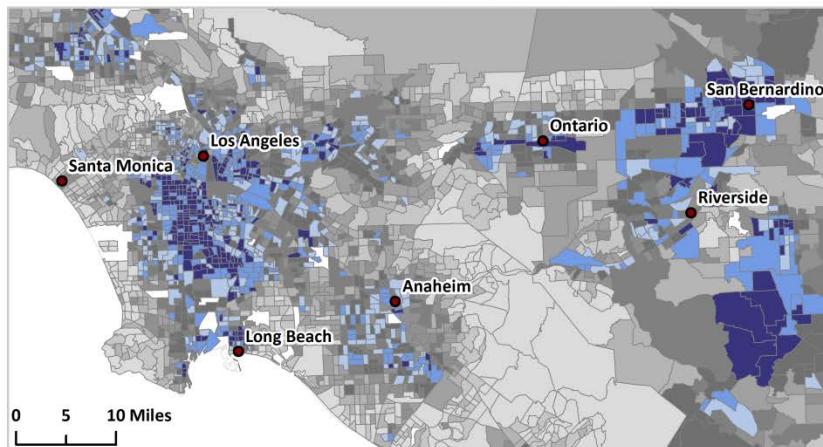 San Bernardino
Ontario
Los Angeles
Santa Monica
Riverside
Anaheim
Long Beach
0 5 10 Miles